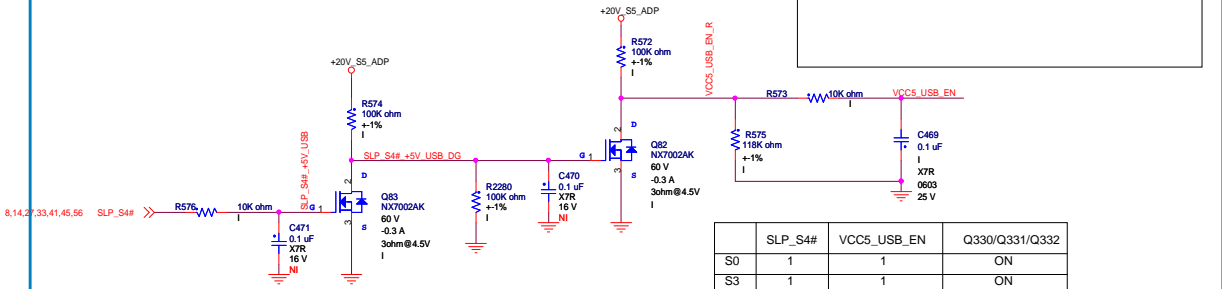 +20V_S5_ADP
R572
100K ohm
+-1%
I
VCC5_USB_EN_R
+20V_S5_ADP
R574
100K ohm
+-1%
I
R573
10K ohm
I
VCC5_USB_EN
D
2
G
1
3
S
Q82
NX7002AK
60 V
-0.3 A
3ohm@4.5V
I
R575
118K ohm
+-1%
I
C469
0.1 uF
I
X7R
0603
25 V
SLP_S4#_+5V_USB_DG
SLP_S4#_+5V_USB
D
2
G
1
3
S
Q83
NX7002AK
60 V
-0.3 A
3ohm@4.5V
I
R2280
100K ohm
+-1%
I
C470
0.1 uF
X7R
16 V
NI
8,14,27,33,41,45,56
SLP_S4#
R576
10K ohm
I
C471
0.1 uF
X7R
16 V
NI
SLP_S4# VCC5_USB_EN Q330/Q331/Q332
S0 1 1 ON
S3 1 1 ON